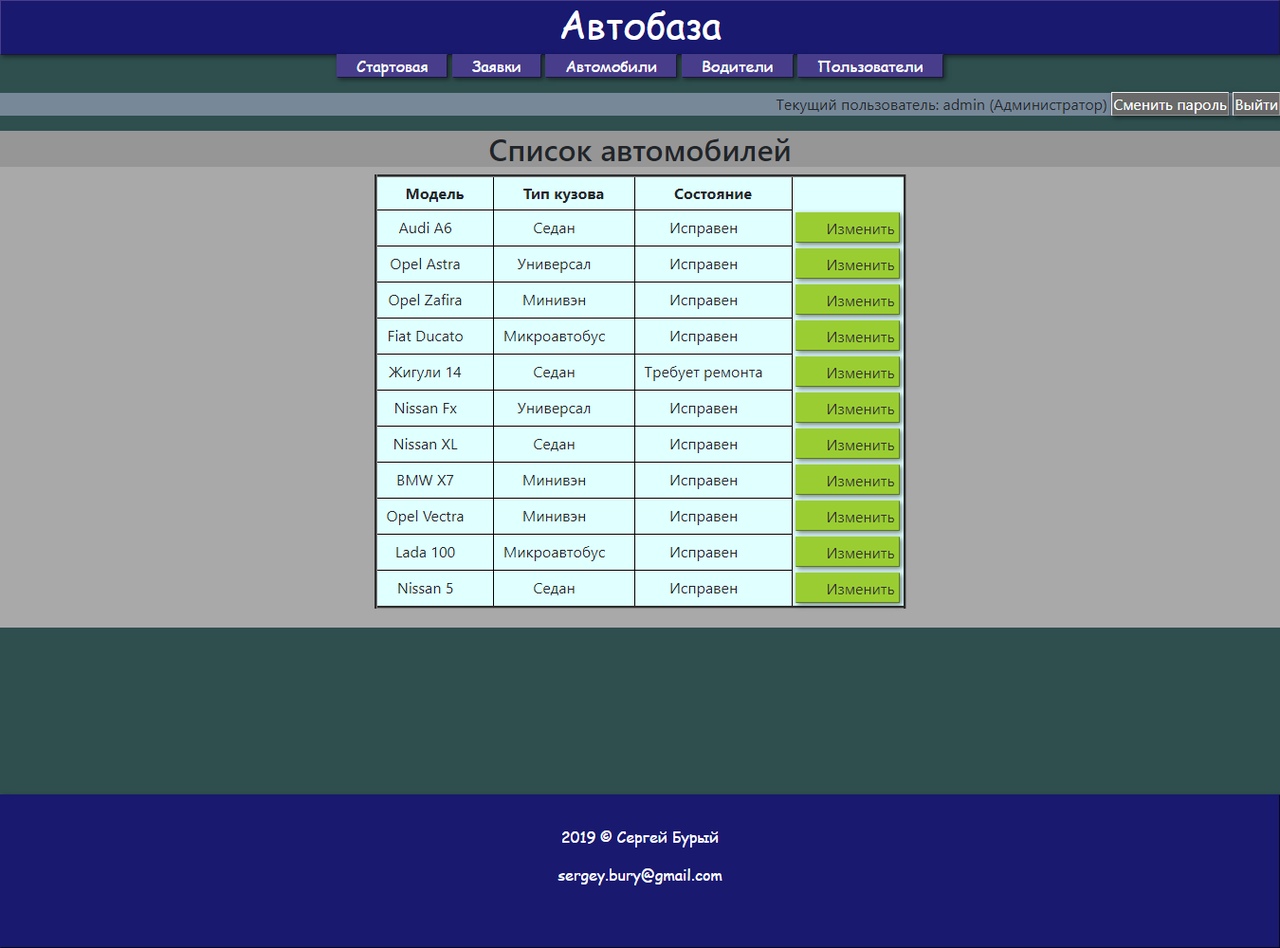 Автобаза
Стартовая Заявки Автомобили Водители Пользователи
Текущий пользователь: admin (Администратор) Сменить пароль Выйти
Список автомобилей
Модель Тип кузова Состояние
Audi A6 Седан Исправен Изменить
Opel Astra Универсал Исправен Изменить
Opel Zafira Минивэн Исправен Изменить
Fiat Ducato Микроавтобус Исправен Изменить
Жигули 14 Седан Требует ремонта Изменить
Nissan Fx Универсал Исправен Изменить
Nissan XL Седан Исправен Изменить
BMW X7 Минивэн Исправен Изменить
Opel Vectra Минивэн Исправен Изменить
Lada 100 Микроавтобус Исправен Изменить
Nissan 5 Седан Исправен Изменить
2019 © Сергей Бурый
sergey.bury@gmail.com